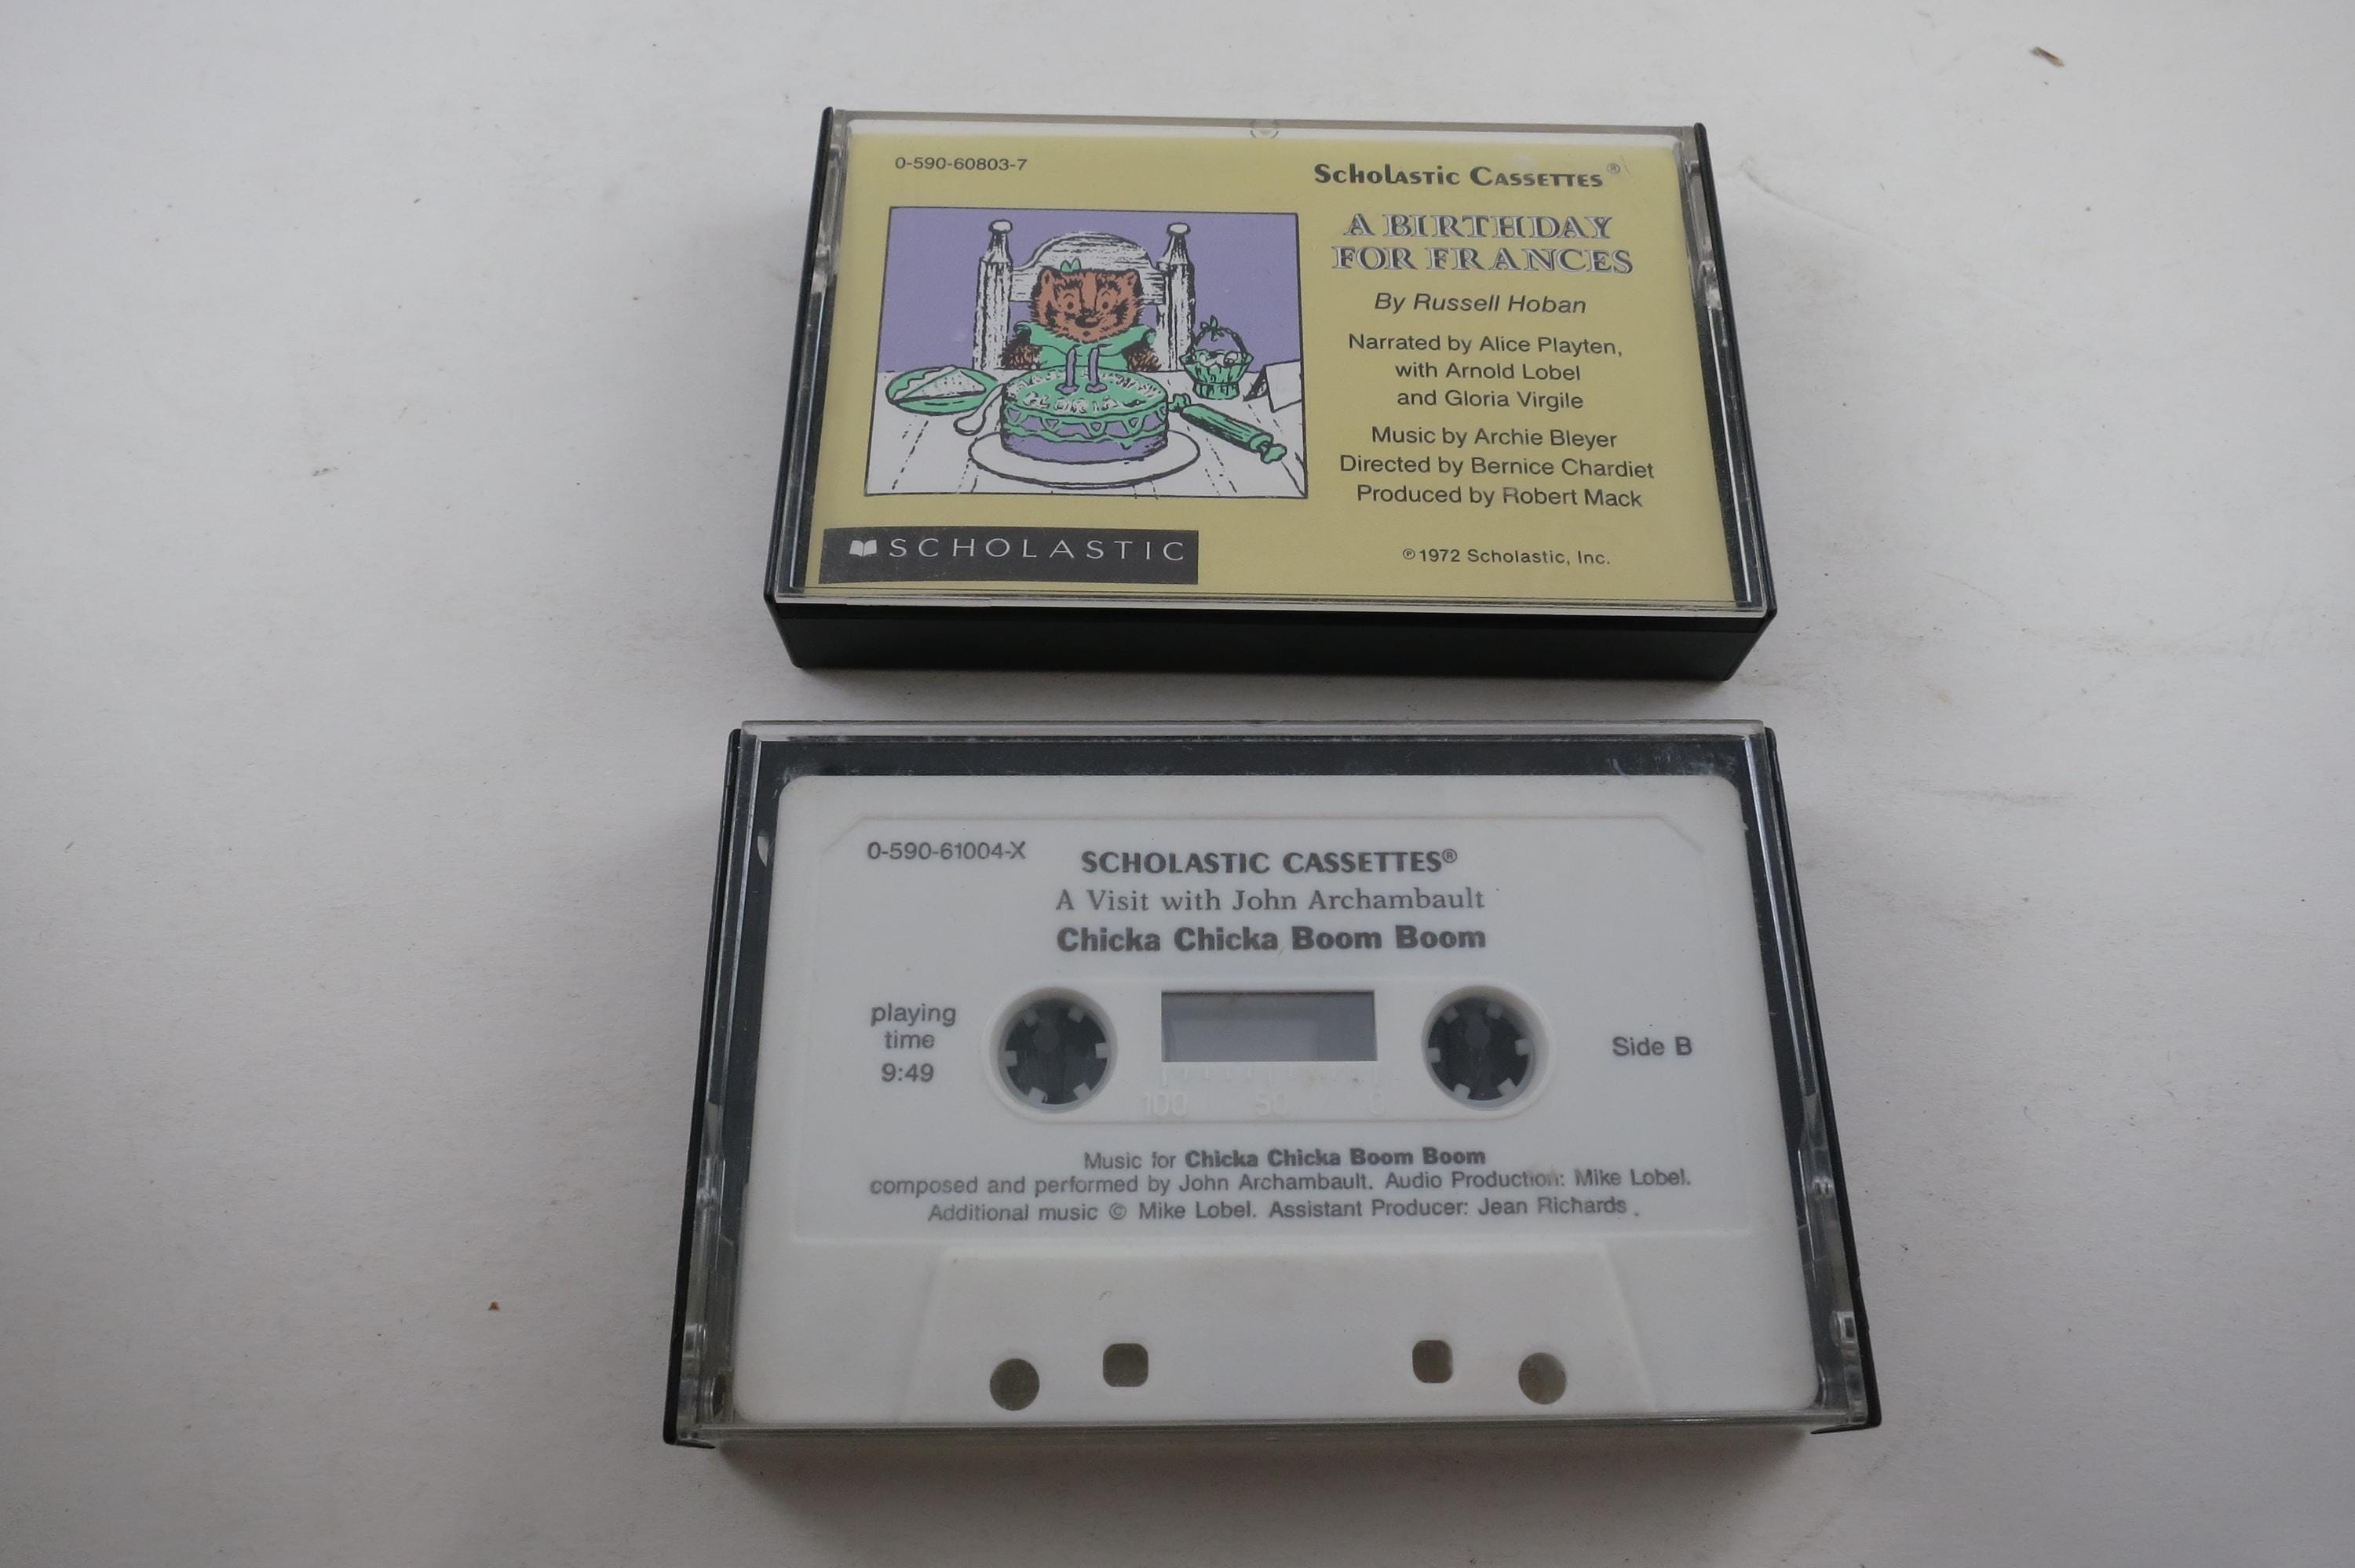 0-590-60803-7
Scholastic Cassettes®
A BIRTHDAY
FOR FRANCES
By Russell Hoban
Narrated by Alice Playten,
with Arnold Lobel
and Gloria Virgile
Music by Archie Bleyer
Directed by Bernice Chardiet
Produced by Robert Mack
SCHOLASTIC
℗1972 Scholastic, Inc.
0-590-61004-X
SCHOLASTIC CASSETTES®
A Visit with John Archambault
Chicka Chicka Boom Boom
playing
time
9:49
Side B
100 50 0
Music for Chicka Chicka Boom Boom
composed and performed by John Archambault. Audio Production: Mike Lobel.
Additional music © Mike Lobel. Assistant Producer: Jean Richards.